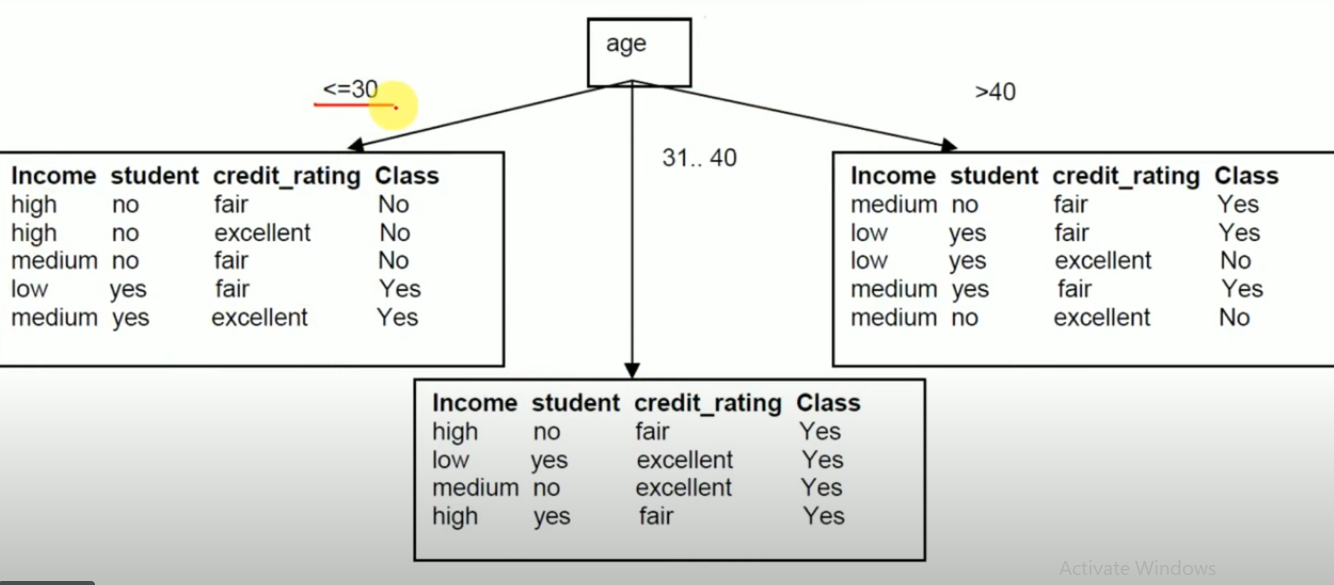 age
<=30
31.. 40
>40
Income student credit_rating Class
high no fair No
high no excellent No
medium no fair No
low yes fair Yes
medium yes excellent Yes
Income student credit_rating Class
high no fair Yes
low yes excellent Yes
medium no excellent Yes
high yes fair Yes
Income student credit_rating Class
medium no fair Yes
low yes fair Yes
low yes excellent No
medium yes fair Yes
medium no excellent No
Activate Windows